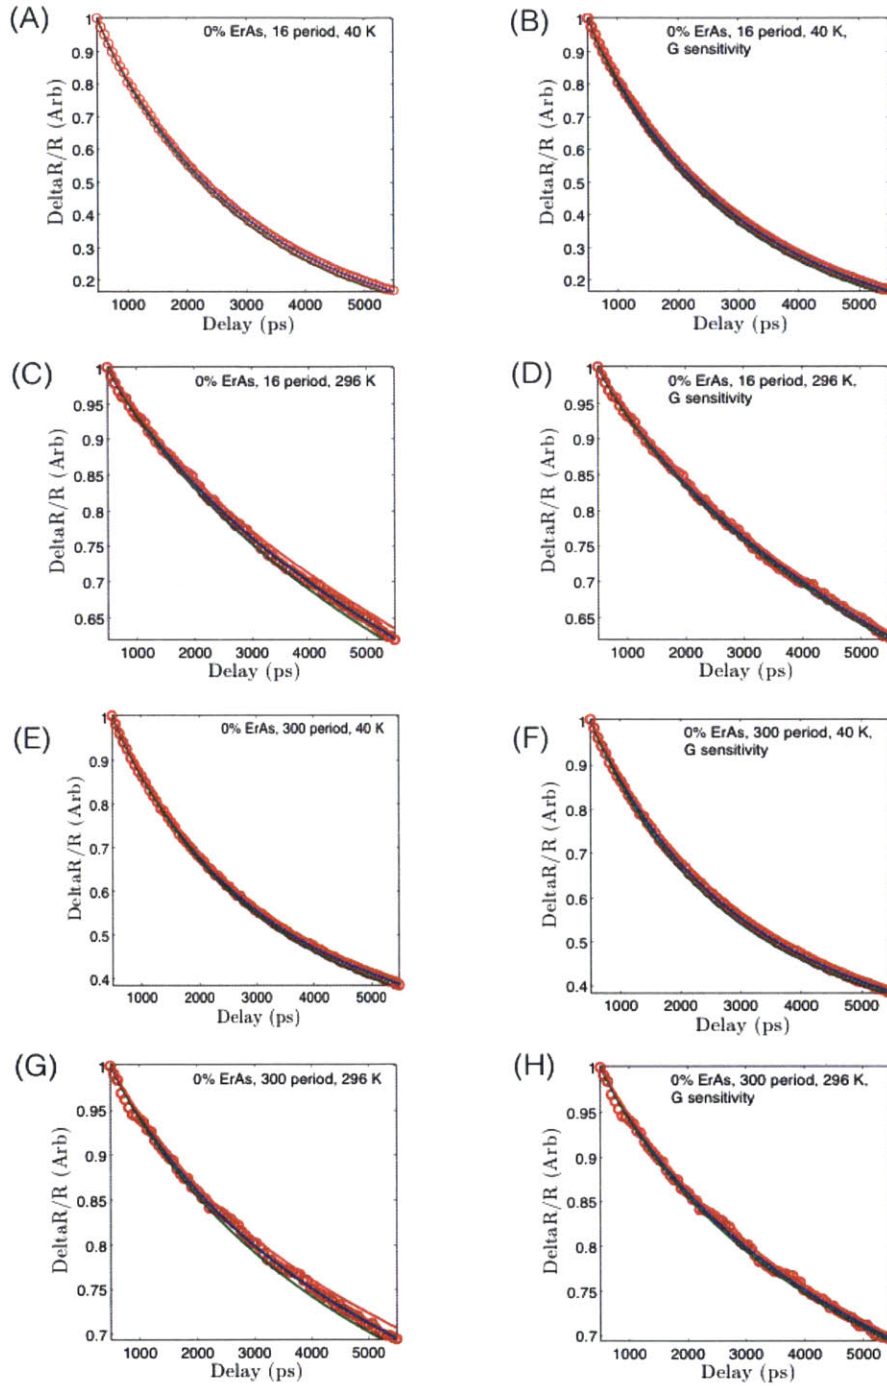 (A)
0% ErAs, 16 period, 40 K
DeltaR/R (Arb)
1
0.9
0.8
0.7
0.6
0.5
0.4
0.3
0.2
1000 2000 3000 4000 5000
Delay (ps)
(B)
0% ErAs, 16 period, 40 K,
G sensitivity
DeltaR/R (Arb)
1
0.9
0.8
0.7
0.6
0.5
0.4
0.3
0.2
1000 2000 3000 4000 5000
Delay (ps)
(C)
0% ErAs, 16 period, 296 K
DeltaR/R (Arb)
1
0.95
0.9
0.85
0.8
0.75
0.7
0.65
1000 2000 3000 4000 5000
Delay (ps)
(D)
0% ErAs, 16 period, 296 K,
G sensitivity
DeltaR/R (Arb)
1
0.95
0.9
0.85
0.8
0.75
0.7
0.65
1000 2000 3000 4000 5000
Delay (ps)
(E)
0% ErAs, 300 period, 40 K
DeltaR/R (Arb)
1
0.9
0.8
0.7
0.6
0.5
0.4
1000 2000 3000 4000 5000
Delay (ps)
(F)
0% ErAs, 300 period, 40 K,
G sensitivity
DeltaR/R (Arb)
1
0.9
0.8
0.7
0.6
0.5
0.4
1000 2000 3000 4000 5000
Delay (ps)
(G)
0% ErAs, 300 period, 296 K
DeltaR/R (Arb)
1
0.95
0.9
0.85
0.8
0.75
0.7
1000 2000 3000 4000 5000
Delay (ps)
(H)
0% ErAs, 300 period, 296 K,
G sensitivity
DeltaR/R (Arb)
1
0.95
0.9
0.85
0.8
0.75
0.7
1000 2000 3000 4000 5000
Delay (ps)